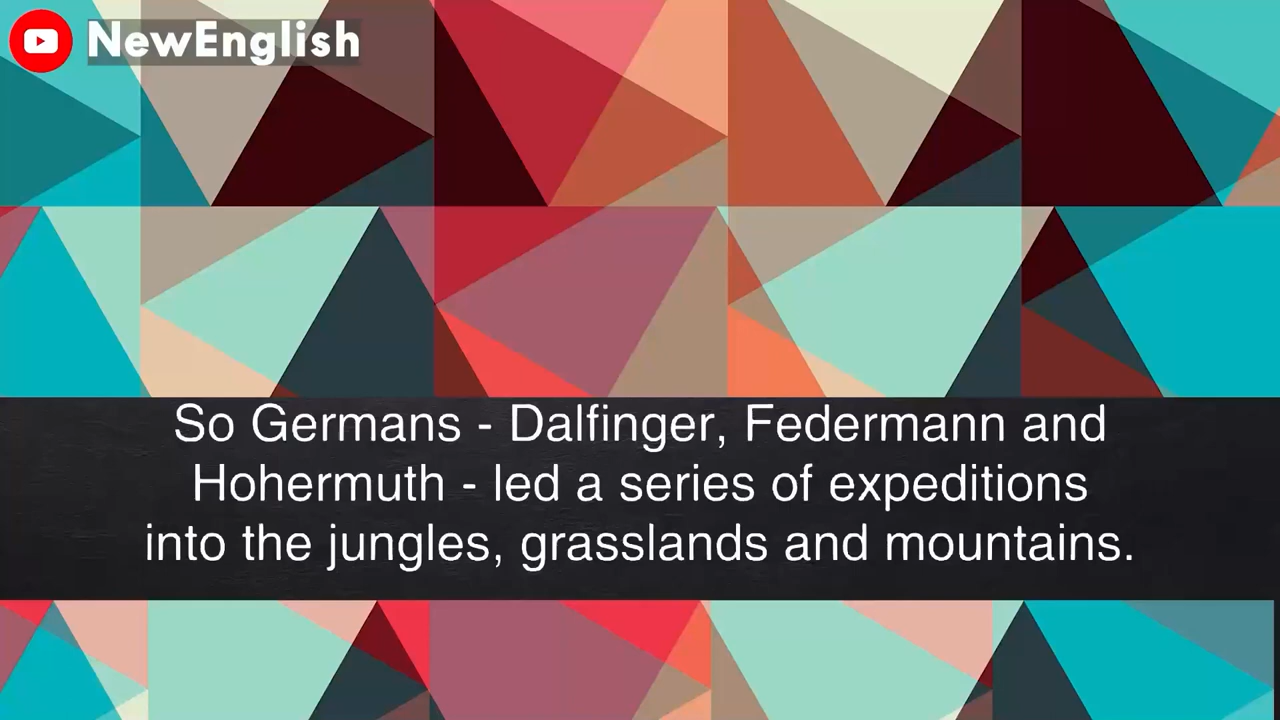 NewEnglish
So Germans - Dalfinger, Federmann and
Hohermuth - led a series of expeditions
into the jungles, grasslands and mountains.